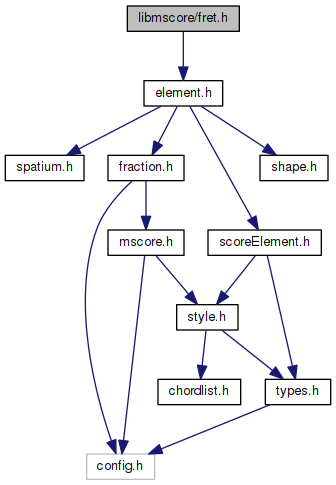 libmscore/fret.h
element.h
spatium.h
fraction.h
shape.h
mscore.h
scoreElement.h
style.h
chordlist.h
types.h
config.h